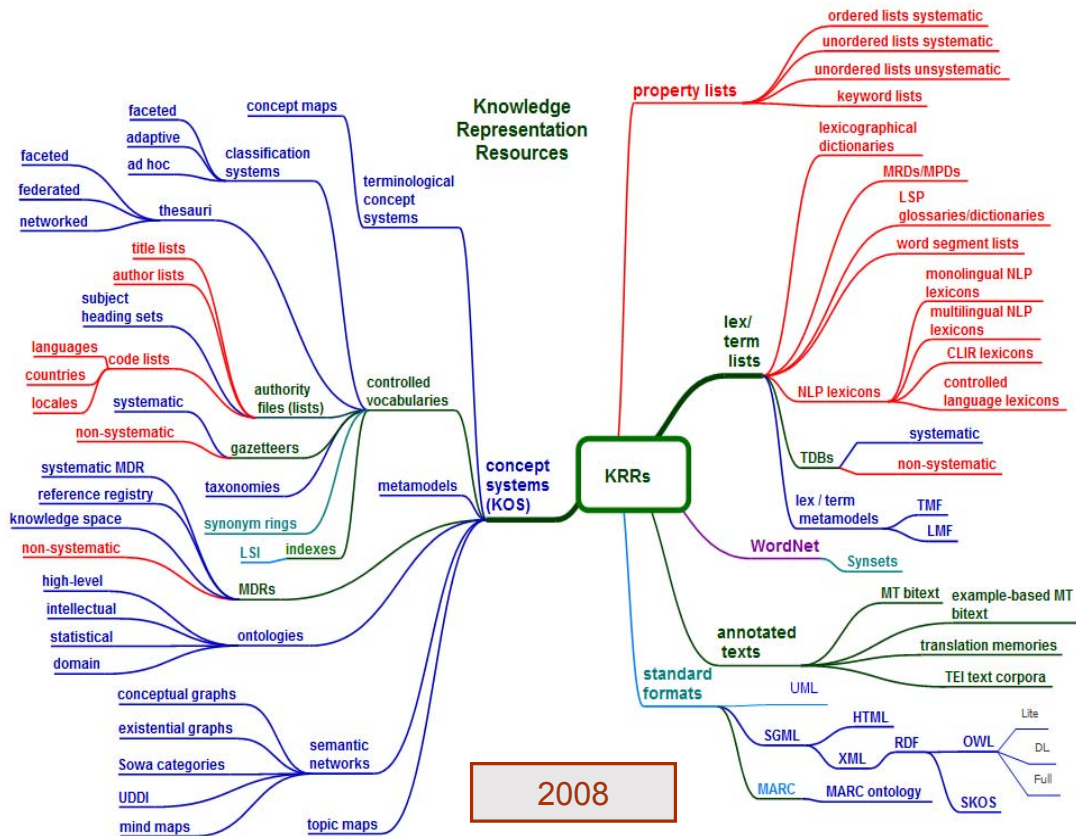 Knowledge
Representation
Resources
KRRs
property lists
ordered lists systematic
unordered lists systematic
unordered lists unsystematic
keyword lists
lex/
term
lists
lexicographical
dictionaries
MRDs/MPDs
LSP
glossaries/dictionaries
word segment lists
NLP lexicons
monolingual NLP
lexicons
multilingual NLP
lexicons
CLIR lexicons
controlled
language lexicons
TDBs
systematic
non-systematic
lex / term
metamodels
TMF
LMF
WordNet
Synsets
annotated
texts
MT bitext
example-based MT
bitext
translation memories
TEI text corpora
standard
formats
UML
SGML
HTML
XML
RDF
OWL
Lite
DL
Full
SKOS
MARC
MARC ontology
concept
systems
(KOS)
terminological
concept
systems
concept maps
controlled
vocabularies
classification
systems
faceted
adaptive
ad hoc
thesauri
faceted
federated
networked
authority
files (lists)
title lists
author lists
subject
heading sets
code lists
languages
countries
locales
gazetteers
systematic
non-systematic
taxonomies
synonym rings
indexes
LSI
metamodels
MDRs
systematic MDR
reference registry
knowledge space
non-systematic
ontologies
high-level
intellectual
statistical
domain
semantic
networks
conceptual graphs
existential graphs
Sowa categories
UDDI
mind maps
topic maps
2008